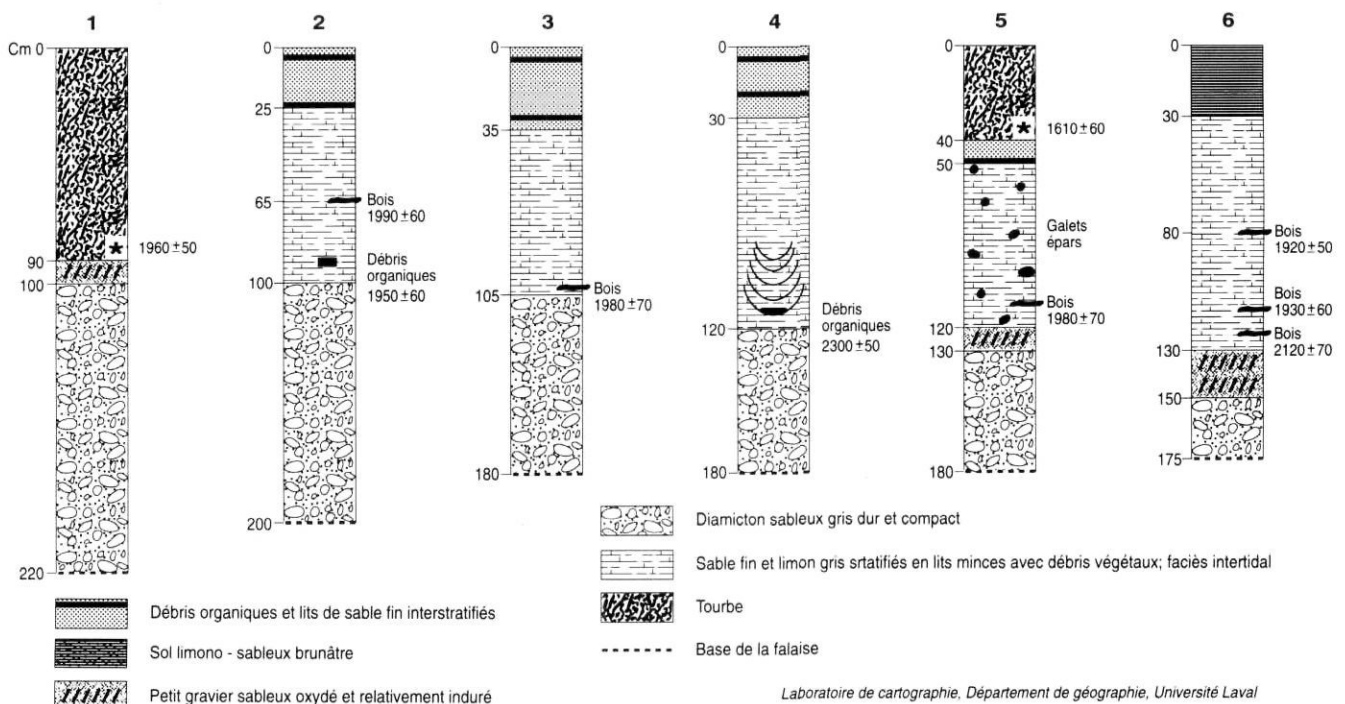 1
2
3
4
5
6
Cm 0
90
100
220
1960 ±50
0
25
65
100
200
Bois
1990 ±60
Débris
organiques
1950 ±60
0
35
105
180
Bois
1980 ±70
0
30
120
180
Débris
organiques
2300 ±50
0
40
50
120
130
180
1610 ±60
Galets
épars
Bois
1980 ±70
0
30
80
130
150
175
Bois
1920 ±50
Bois
1930 ±60
Bois
2120 ±70
Débris organiques et lits de sable fin interstratifiés
Sol limono - sableux brunâtre
Petit gravier sableux oxydé et relativement induré
Diamicton sableux gris dur et compact
Sable fin et limon gris srtatifiés en lits minces avec débris végétaux; faciès intertidal
Tourbe
Base de la falaise
Laboratoire de cartographie, Département de géographie, Université Laval